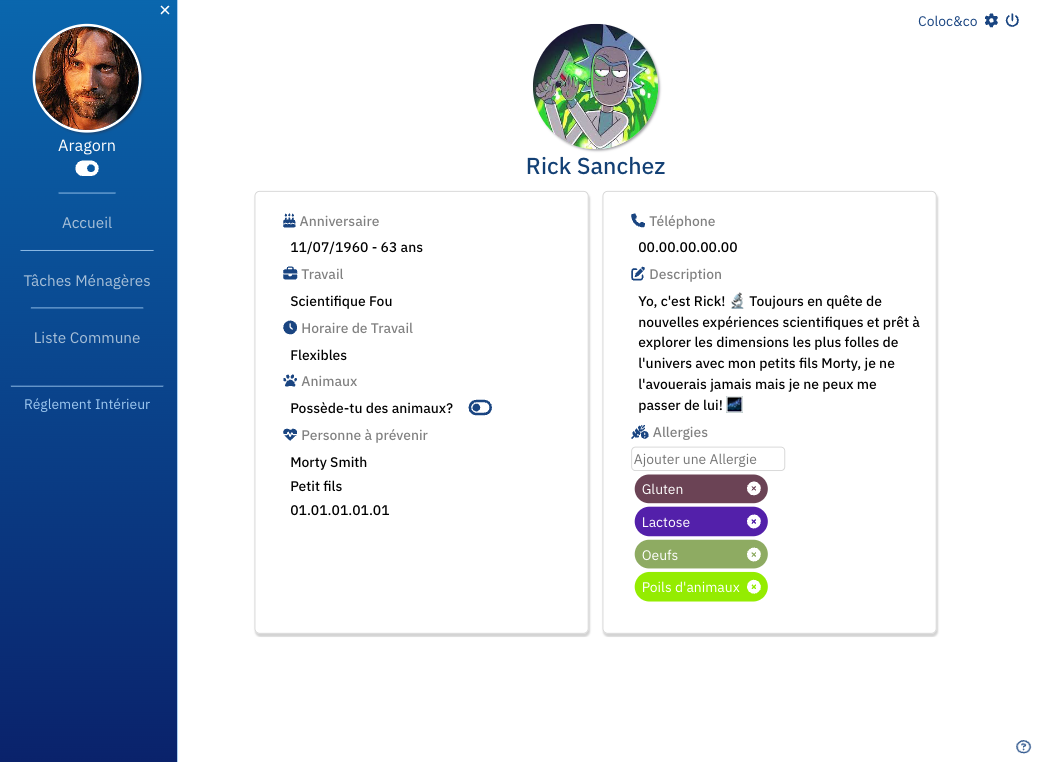 Coloc&co
Aragorn
Accueil
Tâches Ménagères
Liste Commune
Réglement Intérieur
Rick Sanchez
Anniversaire
11/07/1960 - 63 ans
Travail
Scientifique Fou
Horaire de Travail
Flexibles
Animaux
Possède-tu des animaux?
Personne à prévenir
Morty Smith
Petit fils
01.01.01.01.01
Téléphone
00.00.00.00.00
Description
Yo, c'est Rick! 🔬 Toujours en quête de
nouvelles expériences scientifiques et prêt à
explorer les dimensions les plus folles de
l'univers avec mon petits fils Morty, je ne
l'avouerais jamais mais je ne peux me
passer de lui! 🌌
Allergies
Ajouter une Allergie
Gluten
Lactose
Oeufs
Poils d'animaux